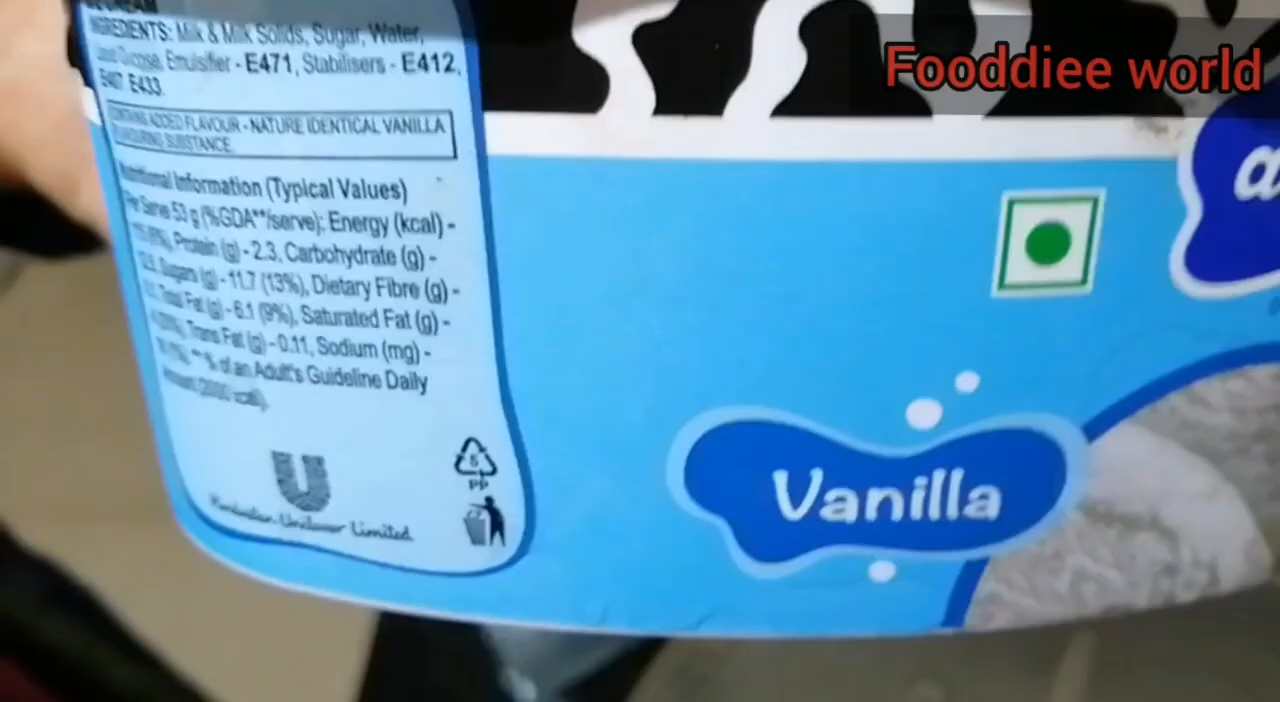 INGREDIENTS: Milk & Milk Solids, Sugar, Water,
Liquid Glucose, Emulsifier - E471, Stabilisers - E412,
E407 E433.
CONTAINS ADDED FLAVOUR - NATURE IDENTICAL VANILLA
FLAVOURING SUBSTANCE.
Nutritional Information (Typical Values)
Per Serve 53 g (%GDA**/serve): Energy (kcal) -
Protein (g) - 2.3, Carbohydrate (g) -
Sugars (g) - 11.7 (13%), Dietary Fibre (g) -
Total Fat (g) - 6.1 (9%), Saturated Fat (g) -
Trans Fat (g) - 0.11, Sodium (mg) -
**% of an Adult's Guideline Daily
Amount (2000 kcal).
U
Hindustan Unilever Limited
5
PP
Fooddiee world
a
Vanilla